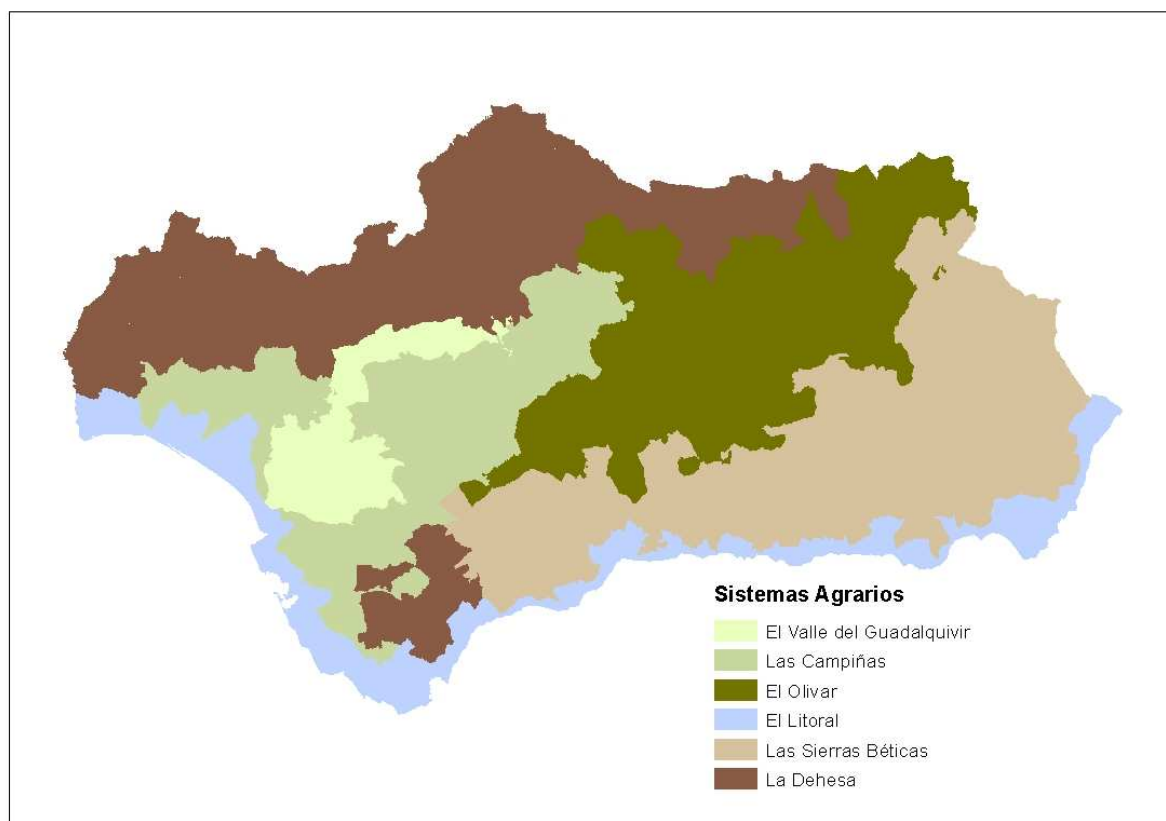 Sistemas Agrarios
El Valle del Guadalquivir
Las Campiñas
El Olivar
El Litoral
Las Sierras Béticas
La Dehesa